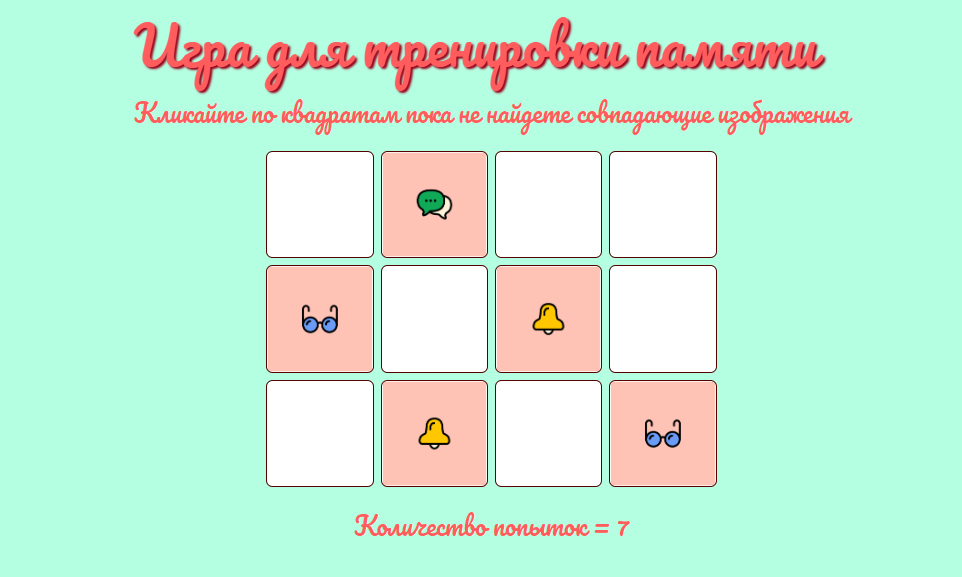 Игра для тренировки памяти
Кликайте по квадратам пока не найдете совпадающие изображения
Количество попыток = 7